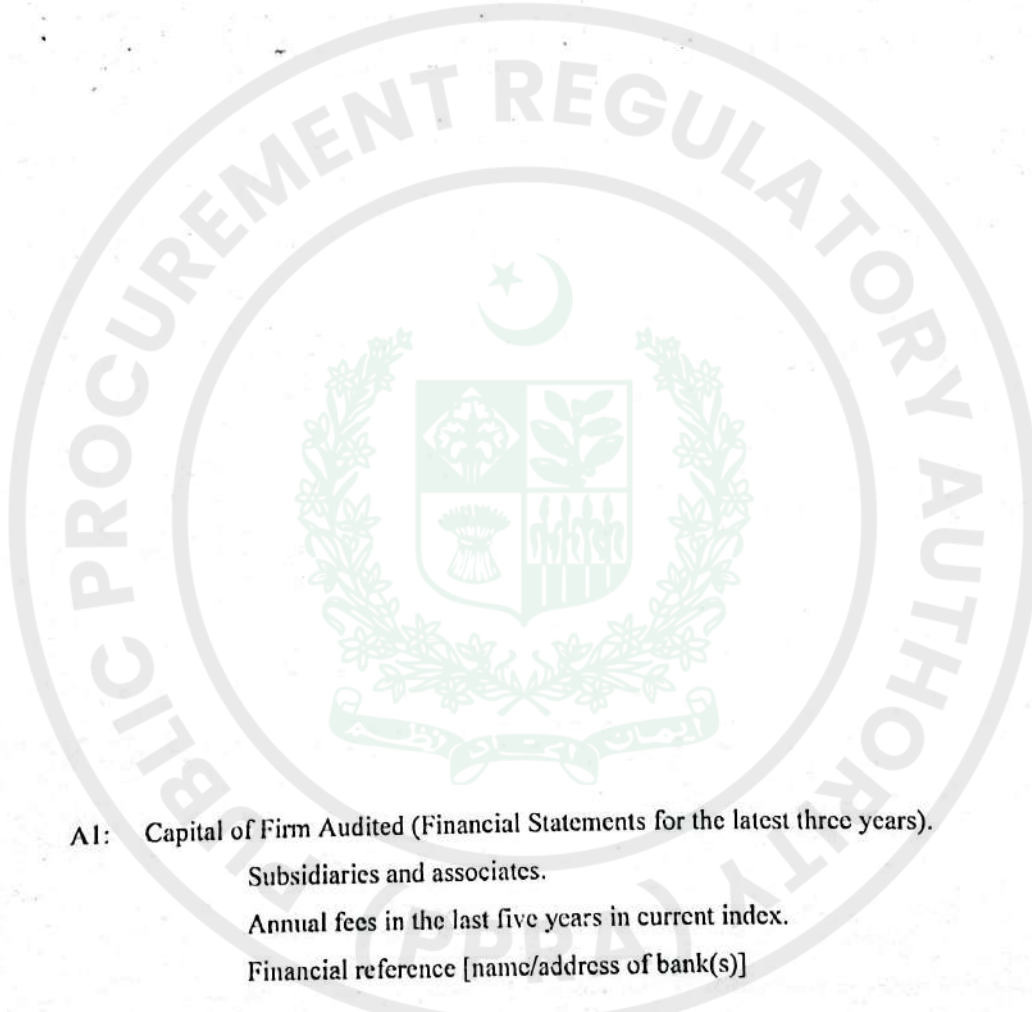 PUBLIC PROCUREMENT REGULATORY AUTHORITY
A1: Capital of Firm Audited (Financial Statements for the latest three years).
Subsidiaries and associates.
Annual fees in the last five years in current index.
(PPRA)
Financial reference [name/address of bank(s)]